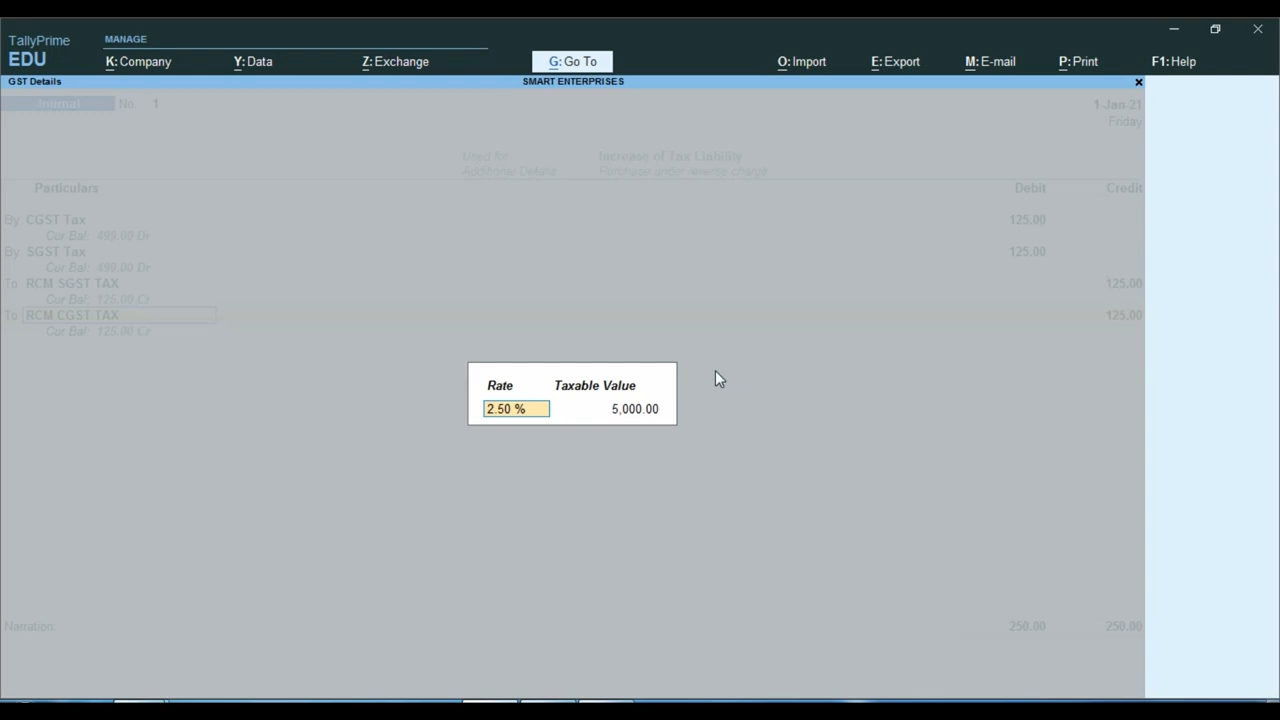 TallyPrime
EDU
MANAGE
K: Company
Y: Data
Z: Exchange
G: Go To
O: Import
E: Export
M: E-mail
P: Print
F1: Help
GST Details
SMART ENTERPRISES
Journal No. 1
1-Jan-21
Friday
Used for Increase of Tax Liability
Additional Details Purchase under reverse charge
Particulars Debit Credit
By CGST Tax 125.00
Cur Bal: 499.00 Dr
By SGST Tax 125.00
Cur Bal: 499.00 Dr
To RCM SGST TAX 125.00
Cur Bal: 125.00 Cr
To RCM CGST TAX 125.00
Cur Bal: 125.00 Cr
Rate Taxable Value
2.50 % 5,000.00
Narration:
250.00 250.00